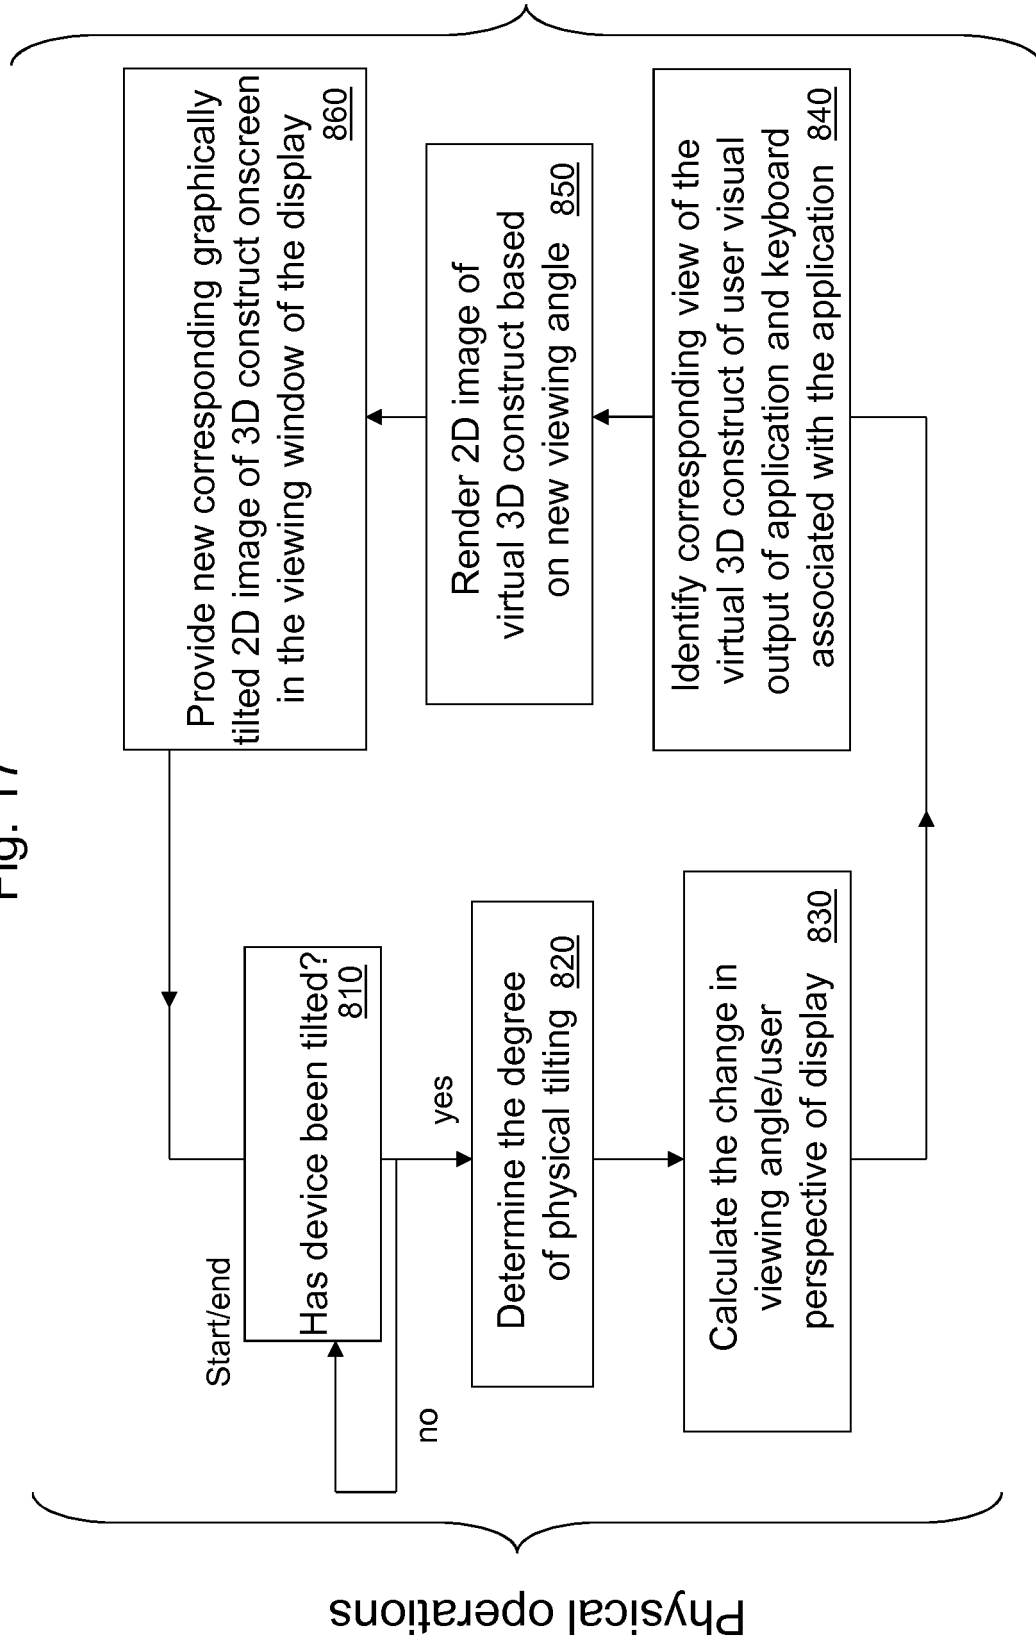 Fig. 17
Physical operations
Start/end
Has device been tilted?
810
no
yes
Determine the degree
of physical tilting 820
Calculate the change in
viewing angle/user
perspective of display 830
Identify corresponding view of the
virtual 3D construct of user visual
output of application and keyboard
associated with the application 840
Render 2D image of
virtual 3D construct based
on new viewing angle 850
Provide new corresponding graphically
tilted 2D image of 3D construct onscreen
in the viewing window of the display
860